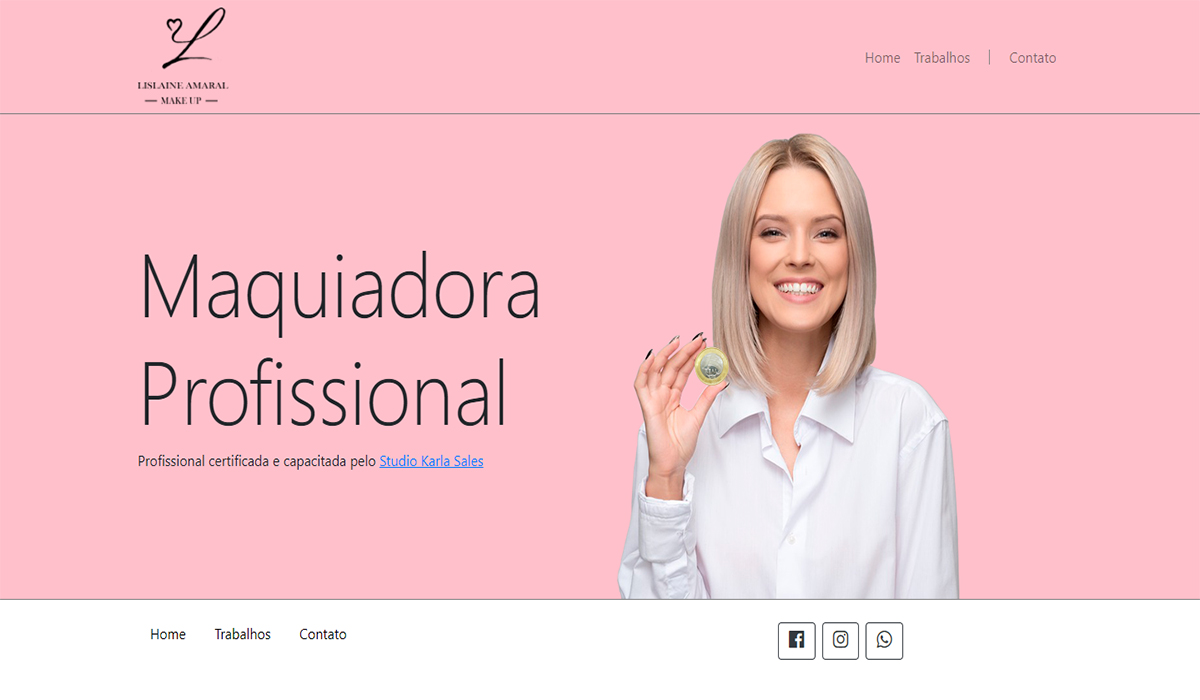 LISLAINE AMARAL
MAKE UP
Home Trabalhos | Contato
Maquiadora
Profissional
Profissional certificada e capacitada pelo Studio Karla Sales
Home Trabalhos Contato